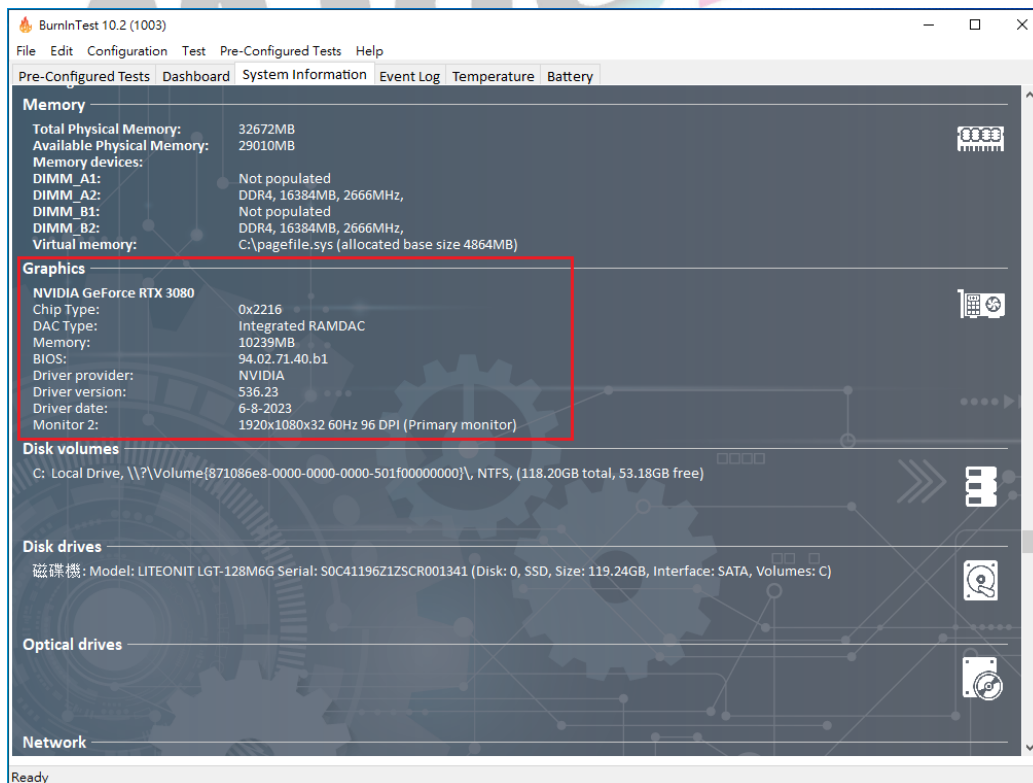 BurnInTest 10.2 (1003)
File Edit Configuration Test Pre-Configured Tests Help
Pre-Configured Tests Dashboard System Information Event Log Temperature Battery
Memory
Total Physical Memory: 32672MB
Available Physical Memory: 29010MB
Memory devices:
DIMM_A1: Not populated
DIMM_A2: DDR4, 16384MB, 2666MHz,
DIMM_B1: Not populated
DIMM_B2: DDR4, 16384MB, 2666MHz,
Virtual memory: C:\pagefile.sys (allocated base size 4864MB)
Graphics
NVIDIA GeForce RTX 3080
Chip Type: 0x2216
DAC Type: Integrated RAMDAC
Memory: 10239MB
BIOS: 94.02.71.40.b1
Driver provider: NVIDIA
Driver version: 536.23
Driver date: 6-8-2023
Monitor 2: 1920x1080x32 60Hz 96 DPI (Primary monitor)
Disk volumes
C: Local Drive, \\?\Volume{871086e8-0000-0000-0000-501f00000000}\, NTFS, (118.20GB total, 53.18GB free)
Disk drives
磁碟機: Model: LITEONIT LGT-128M6G Serial: S0C41196Z1ZSCR001341 (Disk: 0, SSD, Size: 119.24GB, Interface: SATA, Volumes: C)
Optical drives
Network
Ready